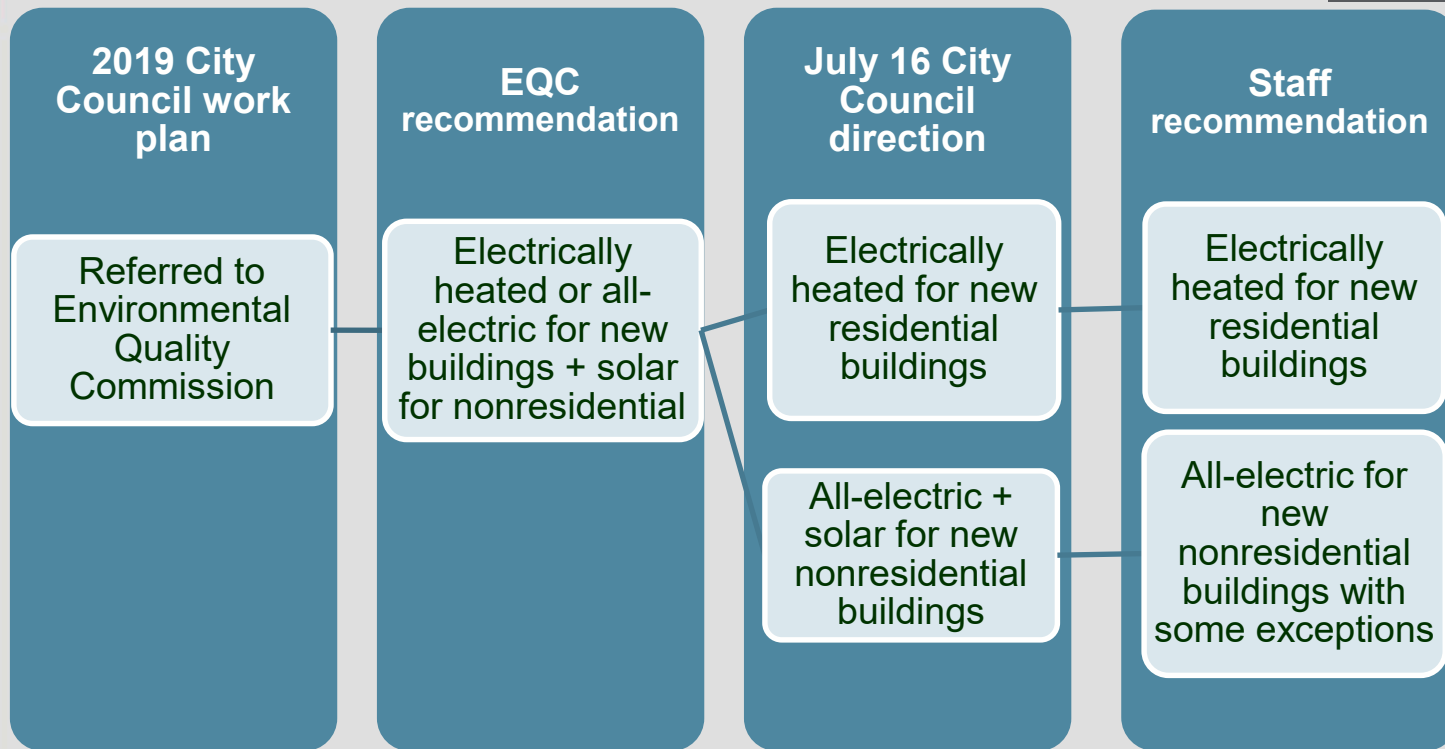 2019 City
Council work
plan
Referred to
Environmental
Quality
Commission
EQC
recommendation
Electrically
heated or all-
electric for new
buildings + solar
for nonresidential
July 16 City
Council
direction
Electrically
heated for new
residential
buildings
All-electric +
solar for new
nonresidential
buildings
Staff
recommendation
Electrically
heated for new
residential
buildings
All-electric for
new
nonresidential
buildings with
some exceptions